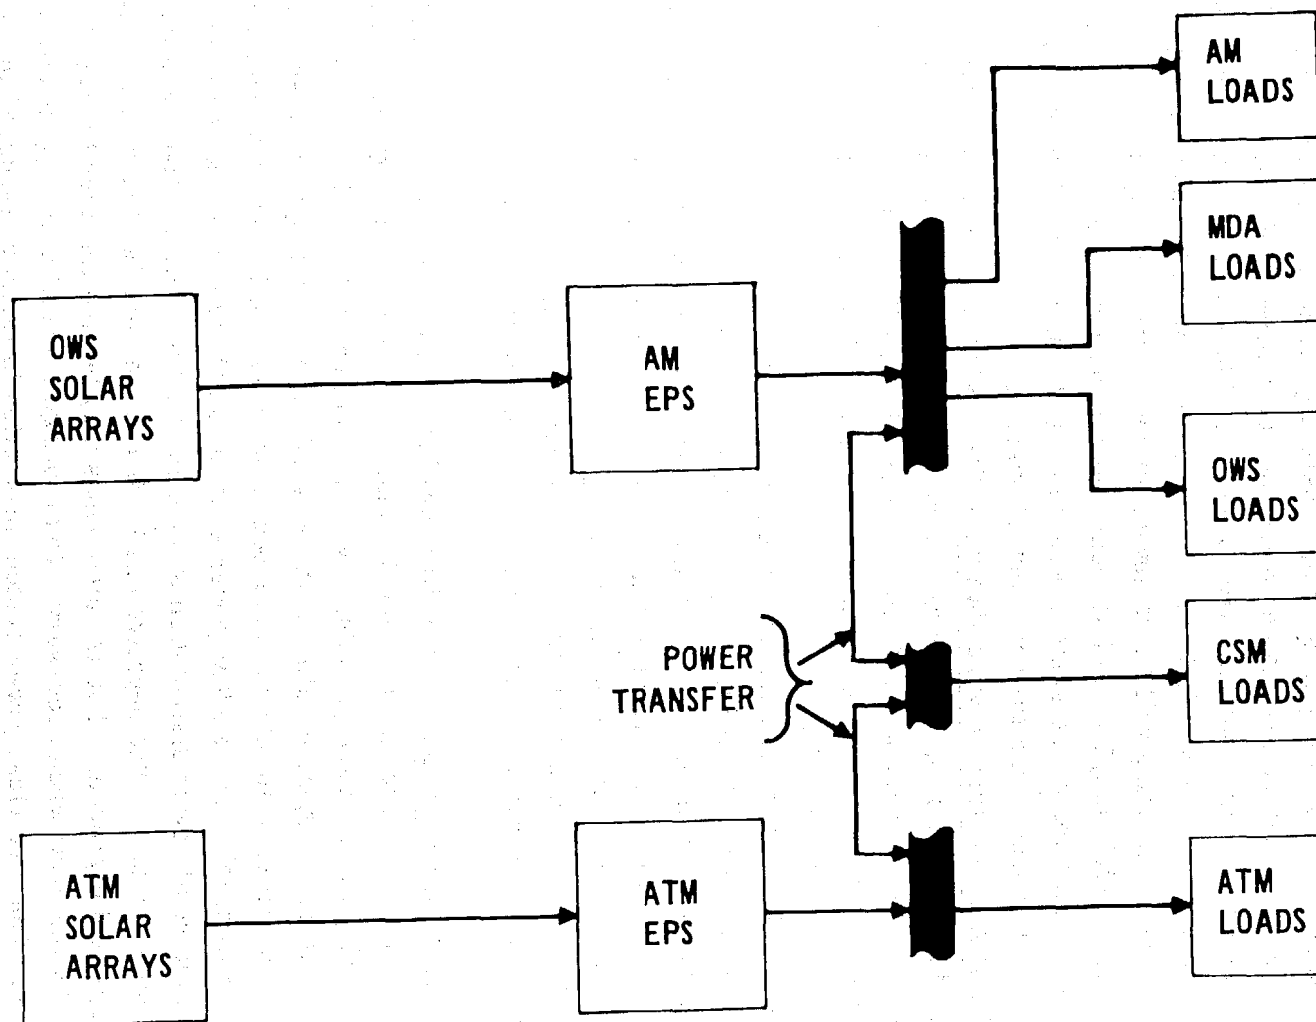 AM
LOADS
MDA
LOADS
OWS
SOLAR
ARRAYS
AM
EPS
OWS
LOADS
POWER
TRANSFER
CSM
LOADS
ATM
SOLAR
ARRAYS
ATM
EPS
ATM
LOADS